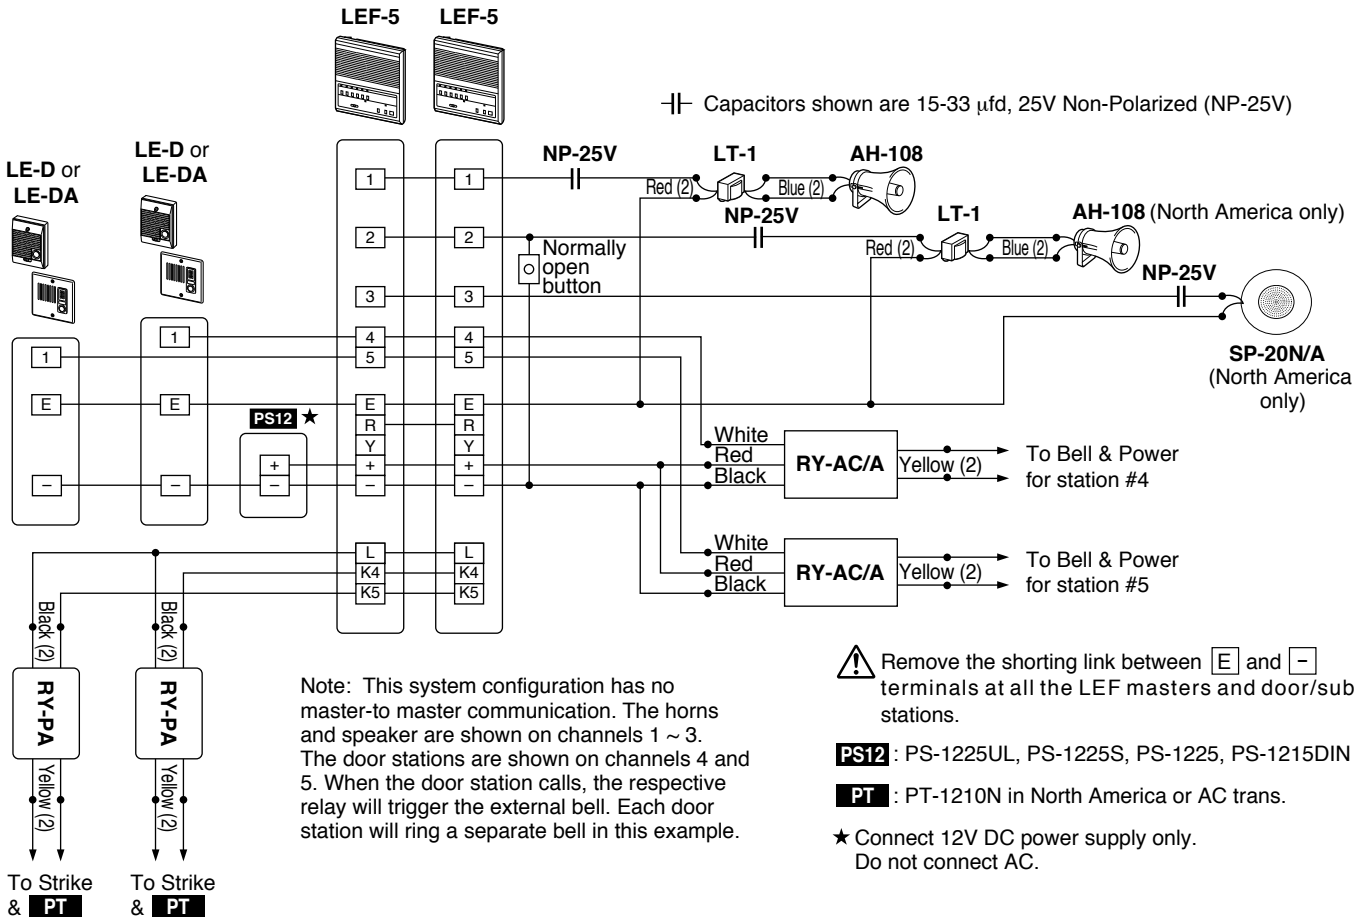 LEF-5 LEF-5
Capacitors shown are 15-33 µfd, 25V Non-Polarized (NP-25V)
LE-D or
LE-DA
LE-D or
LE-DA
NP-25V
LT-1
AH-108
1
1
Red (2)
Blue (2)
NP-25V
LT-1
AH-108 (North America only)
2
2
Normally
open
button
Red (2)
Blue (2)
NP-25V
3
3
SP-20N/A
(North America
only)
1
4
4
1
5
5
E
E
E
E
PS12 ★
R
R
Y
Y
+
+
+
–
–
–
–
–
White
Red
Black
RY-AC/A
Yellow (2)
To Bell & Power
for station #4
L
L
K4
K4
K5
K5
White
Red
Black
RY-AC/A
Yellow (2)
To Bell & Power
for station #5
Black (2)
Black (2)
RY-PA
RY-PA
Yellow (2)
Yellow (2)
To Strike
& PT
To Strike
& PT
Note: This system configuration has no
master-to master communication. The horns
and speaker are shown on channels 1 ~ 3.
The door stations are shown on channels 4 and
5. When the door station calls, the respective
relay will trigger the external bell. Each door
station will ring a separate bell in this example.
Remove the shorting link between E and –
terminals at all the LEF masters and door/sub
stations.
PS12 : PS-1225UL, PS-1225S, PS-1225, PS-1215DIN
PT : PT-1210N in North America or AC trans.
★ Connect 12V DC power supply only.
Do not connect AC.